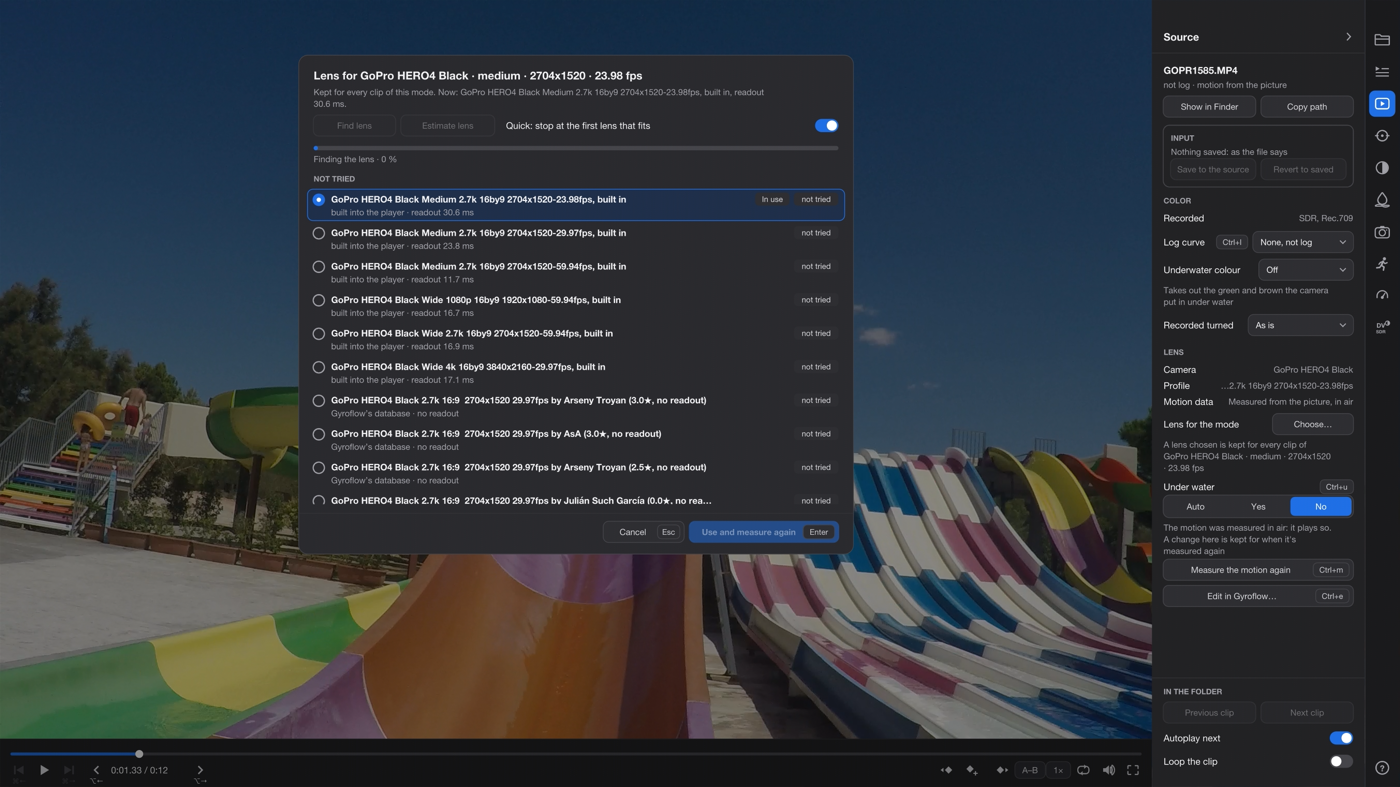 Lens for GoPro HERO4 Black · medium · 2704x1520 · 23.98 fps
Kept for every clip of this mode. Now: GoPro HERO4 Black Medium 2.7k 16by9 2704x1520-23.98fps, built in, readout
30.6 ms.
Find lens
Estimate lens
Quick: stop at the first lens that fits
Finding the lens · 0 %
NOT TRIED
GoPro HERO4 Black Medium 2.7k 16by9 2704x1520-23.98fps, built in
In use
not tried
built into the player · readout 30.6 ms
GoPro HERO4 Black Medium 2.7k 16by9 2704x1520-29.97fps, built in
not tried
built into the player · readout 23.8 ms
GoPro HERO4 Black Medium 2.7k 16by9 2704x1520-59.94fps, built in
not tried
built into the player · readout 11.7 ms
GoPro HERO4 Black Wide 1080p 16by9 1920x1080-59.94fps, built in
not tried
built into the player · readout 16.7 ms
GoPro HERO4 Black Wide 2.7k 16by9 2704x1520-59.94fps, built in
not tried
built into the player · readout 16.9 ms
GoPro HERO4 Black Wide 4k 16by9 3840x2160-29.97fps, built in
not tried
built into the player · readout 17.1 ms
GoPro HERO4 Black 2.7k 16:9 2704x1520 29.97fps by Arseny Troyan (3.0★, no readout)
not tried
Gyroflow's database · no readout
GoPro HERO4 Black 2.7k 16:9 2704x1520 29.97fps by AsA (3.0★, no readout)
not tried
Gyroflow's database · no readout
GoPro HERO4 Black 2.7k 16:9 2704x1520 29.97fps by Arseny Troyan (2.5★, no readout)
not tried
Gyroflow's database · no readout
GoPro HERO4 Black 2.7k 16:9 2704x1520 29.97fps by Julián Such García (0.0★, no rea…
not tried
Cancel
Esc
Use and measure again
Enter
0:01.33 / 0:12
A–B
1×
Source
GOPR1585.MP4
not log · motion from the picture
Show in Finder
Copy path
INPUT
Nothing saved: as the file says
Save to the source
Revert to saved
COLOR
Recorded
SDR, Rec.709
Log curve
Ctrl+l
None, not log
Underwater colour
Off
Takes out the green and brown the camera
put in under water
Recorded turned
As is
LENS
Camera
GoPro HERO4 Black
Profile
…2.7k 16by9 2704x1520-23.98fps
Motion data
Measured from the picture, in air
Lens for the mode
Choose…
A lens chosen is kept for every clip of
GoPro HERO4 Black · medium · 2704x1520
· 23.98 fps
Under water
Ctrl+u
Auto
Yes
No
The motion was measured in air: it plays so.
A change here is kept for when it's
measured again
Measure the motion again
Ctrl+m
Edit in Gyroflow…
Ctrl+e
IN THE FOLDER
Previous clip
Next clip
Autoplay next
Loop the clip
DV
SDR